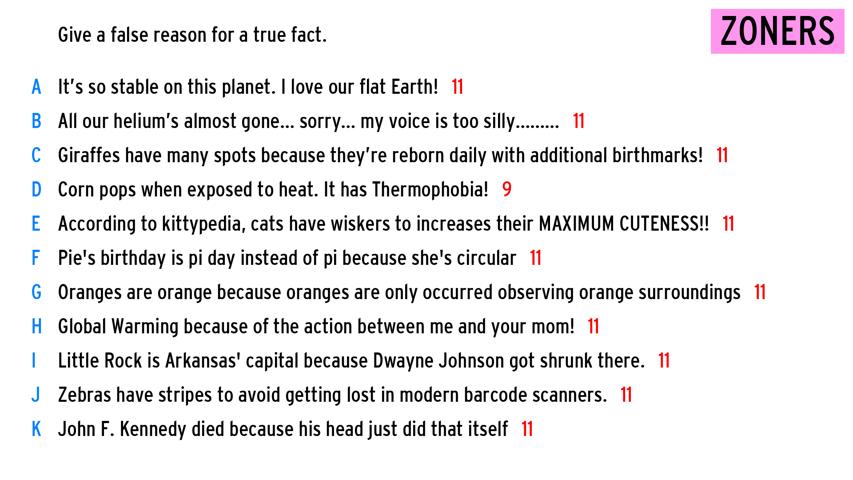 Give a false reason for a true fact.
ZONERS
A It's so stable on this planet. I love our flat Earth! 11
B All our helium's almost gone... sorry... my voice is too silly......... 11
C Giraffes have many spots because they're reborn daily with additional birthmarks! 11
D Corn pops when exposed to heat. It has Thermophobia! 9
E According to kittypedia, cats have wiskers to increases their MAXIMUM CUTENESS!! 11
F Pie's birthday is pi day instead of pi because she's circular 11
G Oranges are orange because oranges are only occurred observing orange surroundings 11
H Global Warming because of the action between me and your mom! 11
I Little Rock is Arkansas' capital because Dwayne Johnson got shrunk there. 11
J Zebras have stripes to avoid getting lost in modern barcode scanners. 11
K John F. Kennedy died because his head just did that itself 11